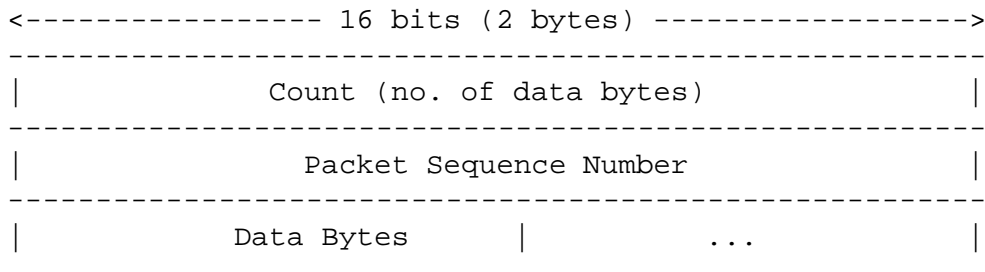 <----------------- 16 bits (2 bytes) ----------------->
-------------------------------------------------------
| Count (no. of data bytes) |
-------------------------------------------------------
| Packet Sequence Number |
-------------------------------------------------------
| Data Bytes | ... |